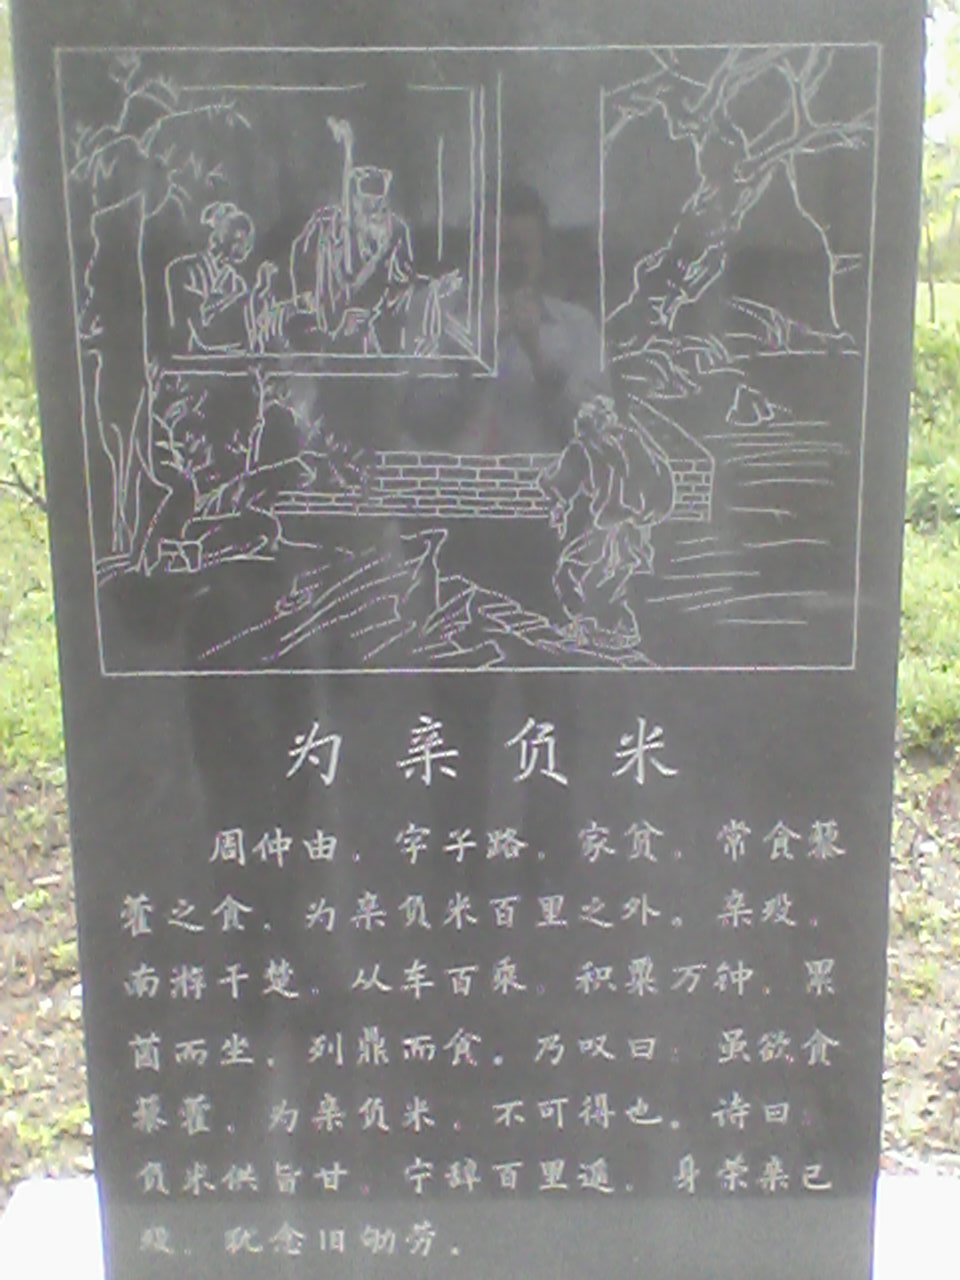 为亲负米
周仲由，字子路，家贫，常食藜
藿之食，为亲负米百里之外。亲殁，
南游于楚，从车百乘，积粟万钟，累
茵而坐，列鼎而食。乃叹曰：虽欲食
藜藿，为亲负米，不可得也。诗曰：
负米供旨甘，宁辞百里遥，身荣亲已
殁，犹念旧劬劳。